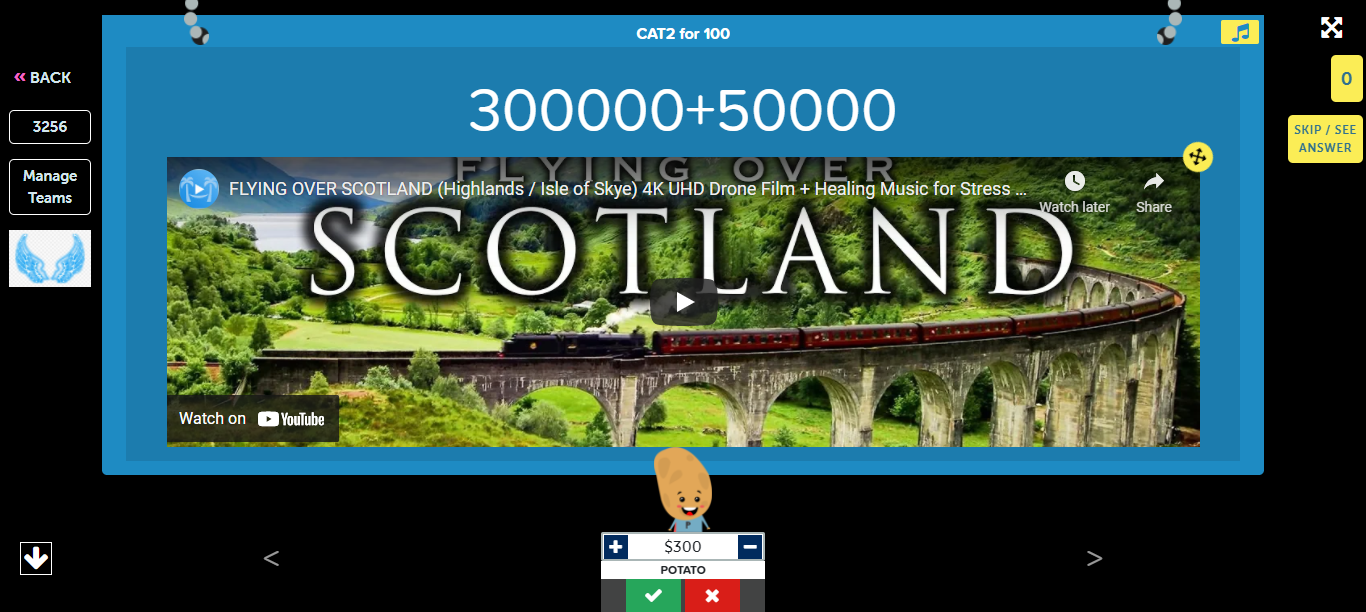 CAT2 for 100
« BACK
3256
Manage
Teams
0
SKIP / SEE
ANSWER
300000+50000
FLYING OVER
FLYING OVER SCOTLAND (Highlands / Isle of Skye) 4K UHD Drone Film + Healing Music for Stress ...
Watch later
Share
SCOTLAND
Watch on YouTube
P
< >
+ $300 −
POTATO